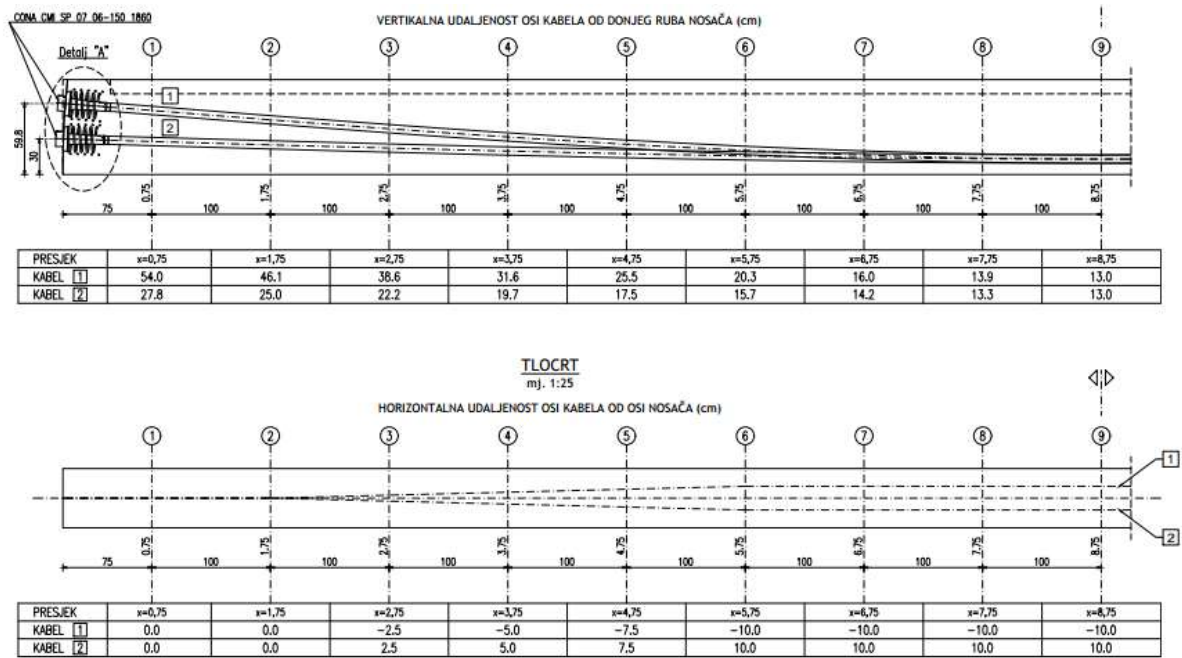 CONA CMI SP 07 06-150 1860
VERTIKALNA UDALJENOST OSI KABELA OD DONJEG RUBA NOSAČA (cm)
Detalj "A"
1 2 3 4 5 6 7 8 9
1
2
59.8
30
0,75 1,75 2,75 3,75 4,75 5,75 6,75 7,75 8,75
75 100 100 100 100 100 100 100 100
PRESJEK x=0,75 x=1,75 x=2,75 x=3,75 x=4,75 x=5,75 x=6,75 x=7,75 x=8,75
KABEL 1 54.0 46.1 38.6 31.6 25.5 20.3 16.0 13.9 13.0
KABEL 2 27.8 25.0 22.2 19.7 17.5 15.7 14.2 13.3 13.0
TLOCRT
mj. 1:25
HORIZONTALNA UDALJENOST OSI KABELA OD OSI NOSAČA (cm)
1 2 3 4 5 6 7 8 9
1
2
0,75 1,75 2,75 3,75 4,75 5,75 6,75 7,75 8,75
75 100 100 100 100 100 100 100 100
PRESJEK x=0,75 x=1,75 x=2,75 x=3,75 x=4,75 x=5,75 x=6,75 x=7,75 x=8,75
KABEL 1 0.0 0.0 -2.5 -5.0 -7.5 -10.0 -10.0 -10.0 -10.0
KABEL 2 0.0 0.0 2.5 5.0 7.5 10.0 10.0 10.0 10.0